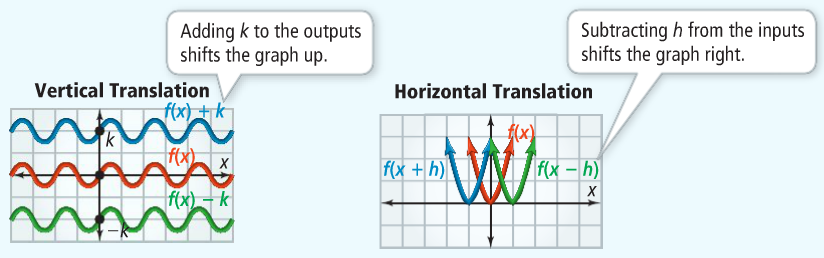 Adding k to the outputs
shifts the graph up.
Subtracting h from the inputs
shifts the graph right.
Vertical Translation
f(x) + k
k
f(x)
x
f(x) – k
–k
Horizontal Translation
f(x)
f(x + h)
f(x – h)
x